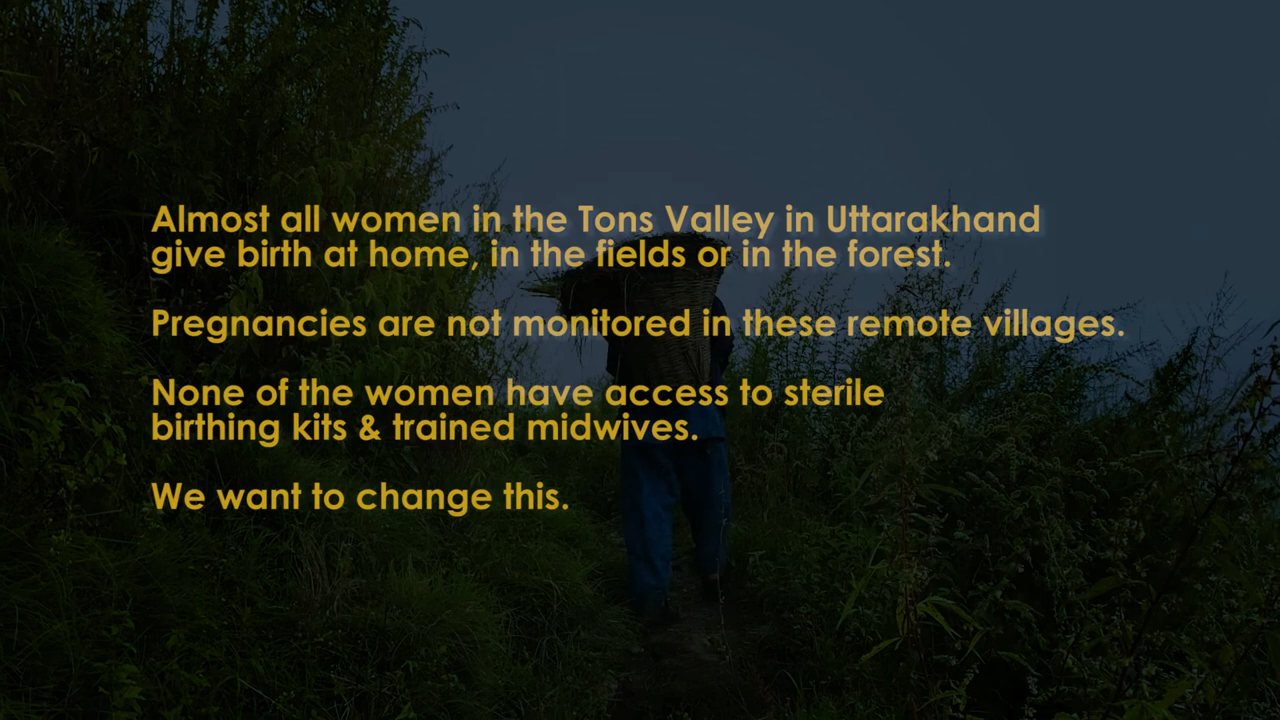 Almost all women in the Tons Valley in Uttarakhand
give birth at home, in the fields or in the forest.
Pregnancies are not monitored in these remote villages.
None of the women have access to sterile
birthing kits & trained midwives.
We want to change this.